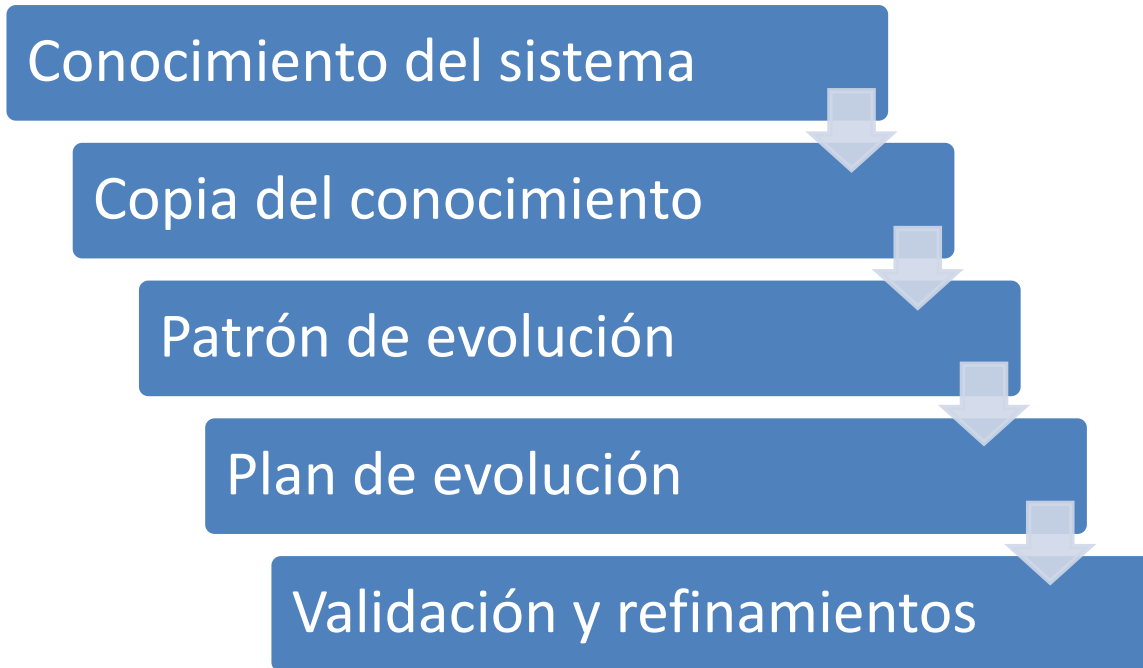 Conocimiento del sistema
Copia del conocimiento
Patrón de evolución
Plan de evolución
Validación y refinamientos